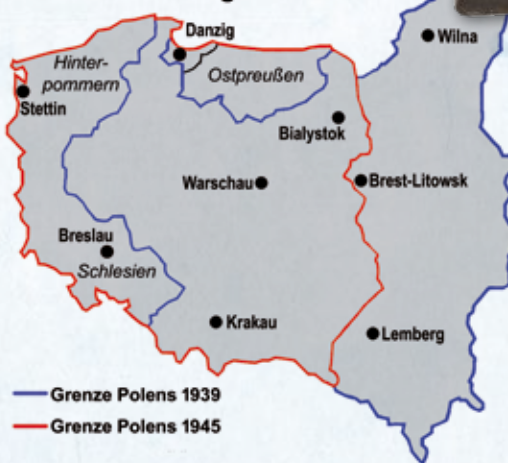 Danzig
Wilna
Hinter-
pommern
Ostpreußen
Stettin
Bialystok
Warschau
Brest-Litowsk
Breslau
Schlesien
Krakau
Lemberg
Grenze Polens 1939
Grenze Polens 1945